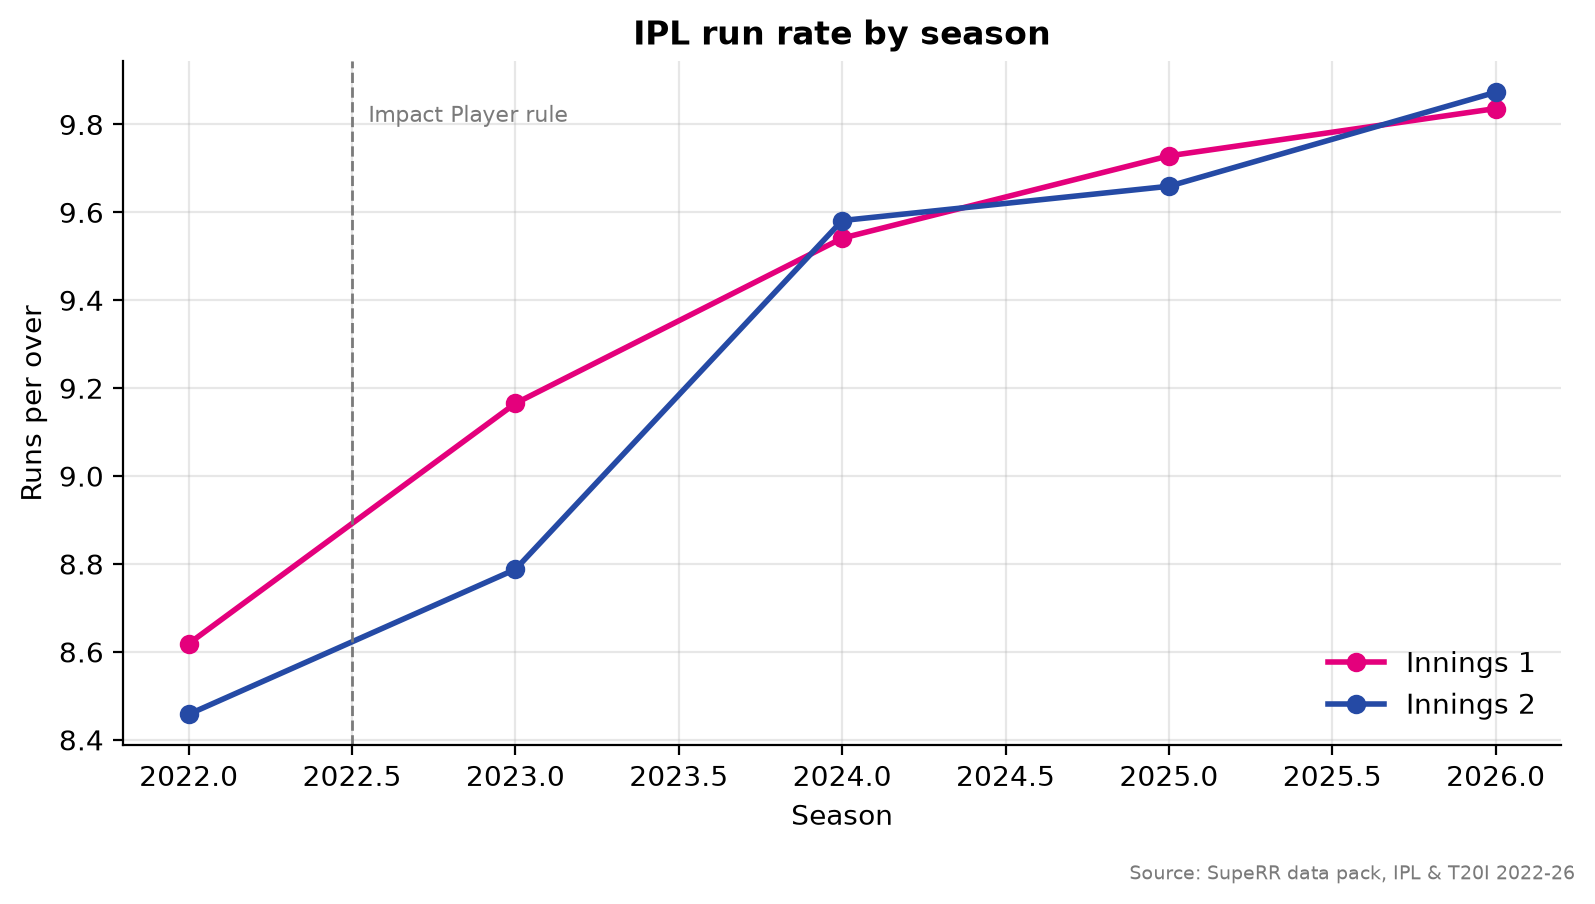 IPL run rate by season
Impact Player rule
Runs per over
9.8
9.6
9.4
9.2
9.0
8.8
8.6
8.4
Innings 1
Innings 2
2022.0 2022.5 2023.0 2023.5 2024.0 2024.5 2025.0 2025.5 2026.0
Season
Source: SupeRR data pack, IPL & T20I 2022-26